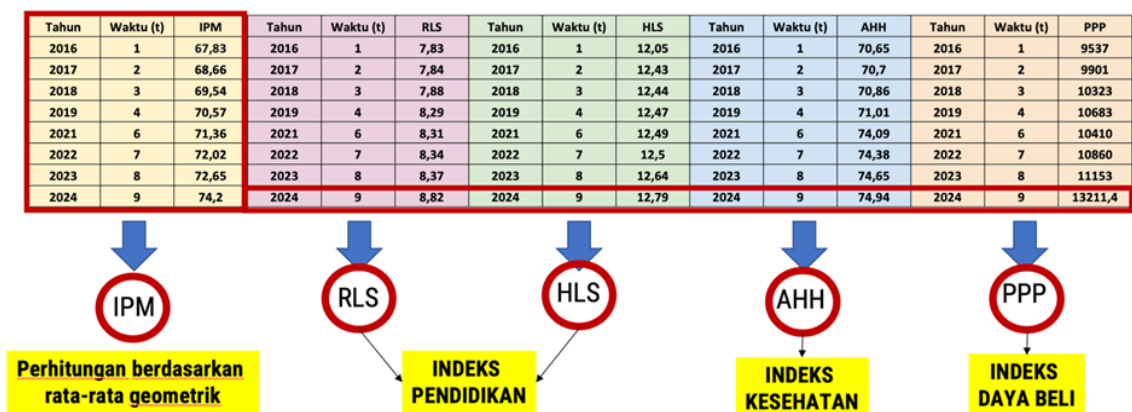 Tahun Waktu (t) IPM Tahun Waktu (t) RLS Tahun Waktu (t) HLS Tahun Waktu (t) AHH Tahun Waktu (t) PPP
2016 1 67,83 2016 1 7,83 2016 1 12,05 2016 1 70,65 2016 1 9537
2017 2 68,66 2017 2 7,84 2017 2 12,43 2017 2 70,7 2017 2 9901
2018 3 69,54 2018 3 7,88 2018 3 12,44 2018 3 70,86 2018 3 10323
2019 4 70,57 2019 4 8,29 2019 4 12,47 2019 4 71,01 2019 4 10683
2021 6 71,36 2021 6 8,31 2021 6 12,49 2021 6 74,09 2021 6 10410
2022 7 72,02 2022 7 8,34 2022 7 12,5 2022 7 74,38 2022 7 10860
2023 8 72,65 2023 8 8,37 2023 8 12,64 2023 8 74,65 2023 8 11153
2024 9 74,2 2024 9 8,82 2024 9 12,79 2024 9 74,94 2024 9 13211,4
IPM
RLS
HLS
AHH
PPP
Perhitungan berdasarkan
rata-rata geometrik
INDEKS
PENDIDIKAN
INDEKS
KESEHATAN
INDEKS
DAYA BELI